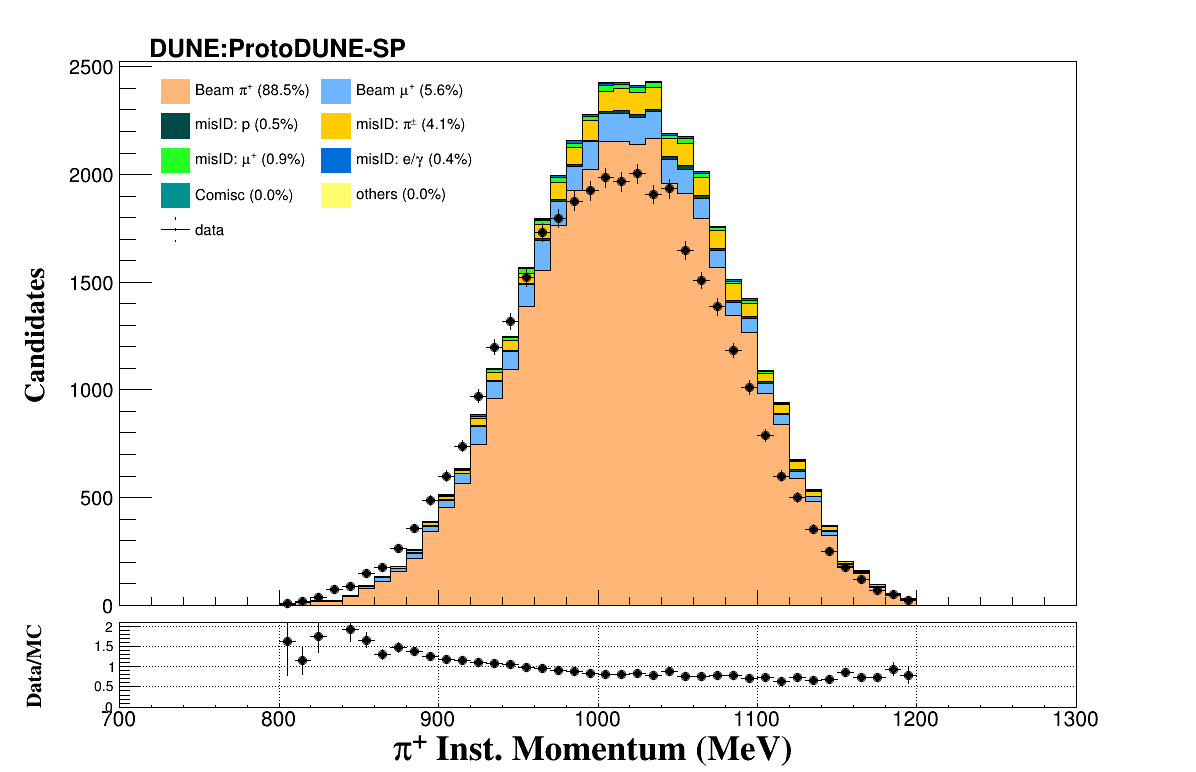 DUNE:ProtoDUNE-SP
2500
2000
1500
1000
500
0
Candidates
Beam π⁺ (88.5%) Beam μ⁺ (5.6%)
misID: p (0.5%) misID: π± (4.1%)
misID: μ⁺ (0.9%) misID: e/γ (0.4%)
Comisc (0.0%) others (0.0%)
data
2
1.5
1
0.5
0
Data/MC
700 800 900 1000 1100 1200 1300
π⁺ Inst. Momentum (MeV)